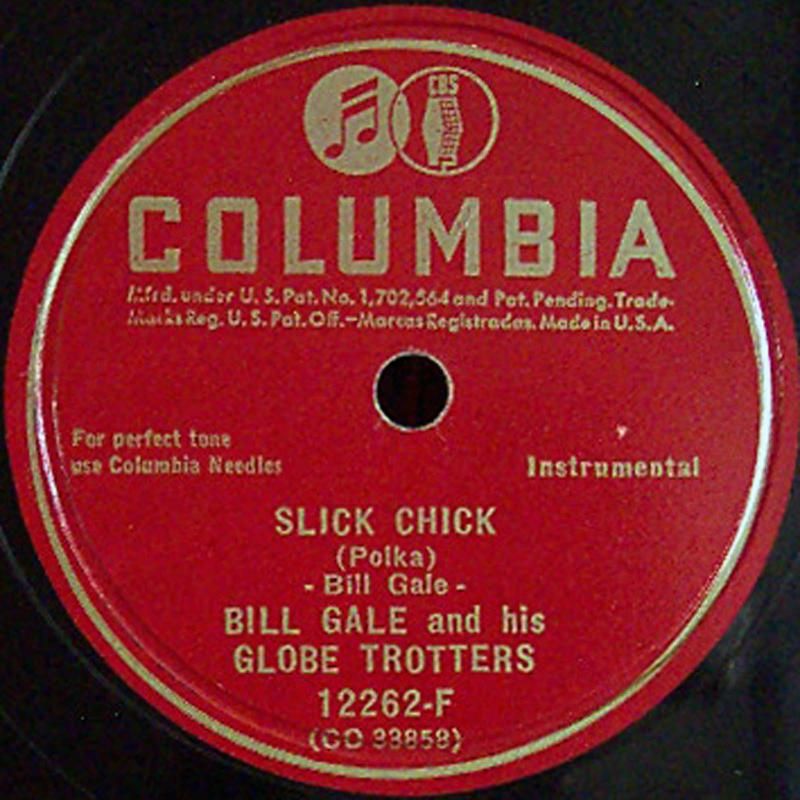 CBS
COLUMBIA
Mfrd. under U. S. Pat. No. 1,702,564 and Pat. Pending. Trade-
Marks Reg. U. S. Pat. Off.—Marcas Registradas. Made in U.S.A.
For perfect tone
use Columbia Needles
Instrumental
SLICK CHICK
(Polka)
- Bill Gale -
BILL GALE and his
GLOBE TROTTERS
12262-F
(CO 33858)